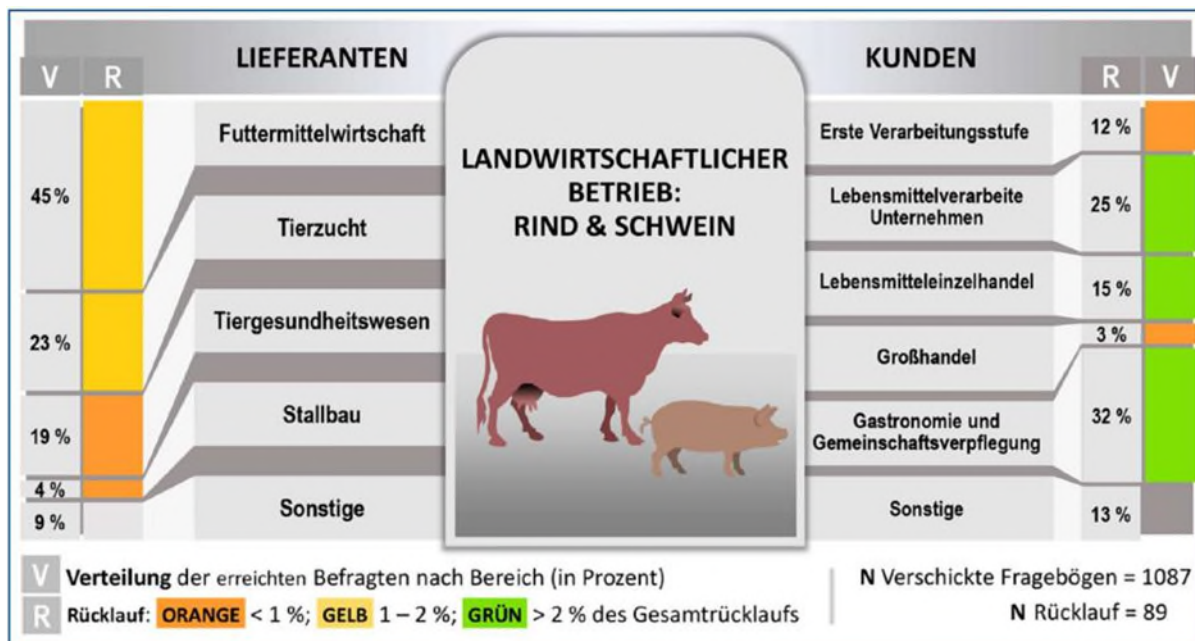 LIEFERANTEN
KUNDEN
V
R
R
V
LANDWIRTSCHAFTLICHER
BETRIEB:
RIND & SCHWEIN
45 %
23 %
19 %
4 %
9 %
Futtermittelwirtschaft
Tierzucht
Tiergesundheitswesen
Stallbau
Sonstige
Erste Verarbeitungsstufe
Lebensmittelverarbeite
Unternehmen
Lebensmitteleinzelhandel
Großhandel
Gastronomie und
Gemeinschaftsverpflegung
Sonstige
12 %
25 %
15 %
3 %
32 %
13 %
V Verteilung der erreichten Befragten nach Bereich (in Prozent)
R Rücklauf: ORANGE < 1 %; GELB 1 – 2 %; GRÜN > 2 % des Gesamtrücklaufs
N Verschickte Fragebögen = 1087
N Rücklauf = 89